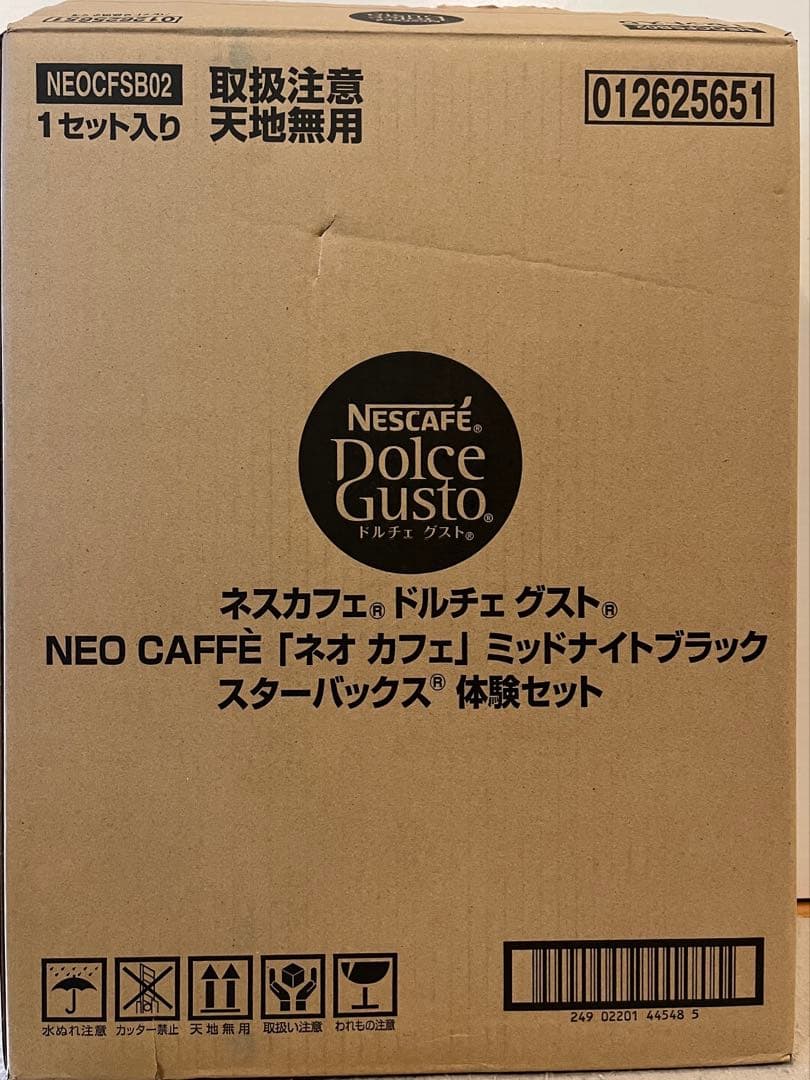 012625651
NEOCFSB02
NEOCFSB02
1セット入り
取扱注意
天地無用
012625651
NESCAFÉ®
Dolce
Gusto®
ドルチェ グスト®
ネスカフェ® ドルチェ グスト®
NEO CAFFÈ「ネオ カフェ」ミッドナイトブラック
スターバックス® 体験セット
水ぬれ注意
カッター禁止
天地無用
取扱い注意
われもの注意
249 02201 44548 5